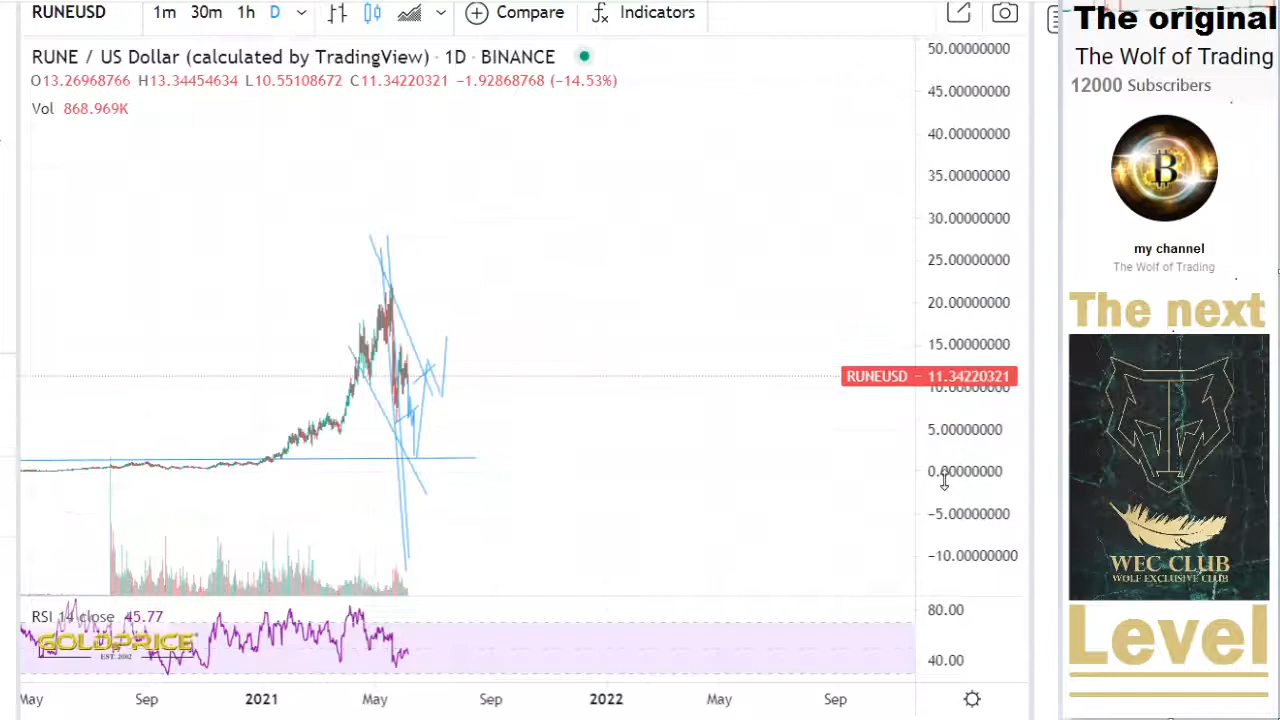 RUNEUSD 1m 30m 1h D Compare Indicators
RUNE / US Dollar (calculated by TradingView) · 1D · BINANCE
O13.26968766 H13.34454634 L10.55108672 C11.34220321 −1.92868768 (−14.53%)
Vol 868.969K
50.00000000
45.00000000
40.00000000
35.00000000
30.00000000
25.00000000
20.00000000
15.00000000
RUNEUSD − 11.34220321
10.00000000
5.00000000
0.00000000
−5.00000000
−10.00000000
RSI 14 close 45.77
80.00
40.00
GOLDPRICE
EST. 2002
May Sep 2021 May Sep 2022 May Sep
The original
The Wolf of Trading
12000 Subscribers
B
my channel
The Wolf of Trading
The next
WEC CLUB
WOLF EXCLUSIVE CLUB
Level